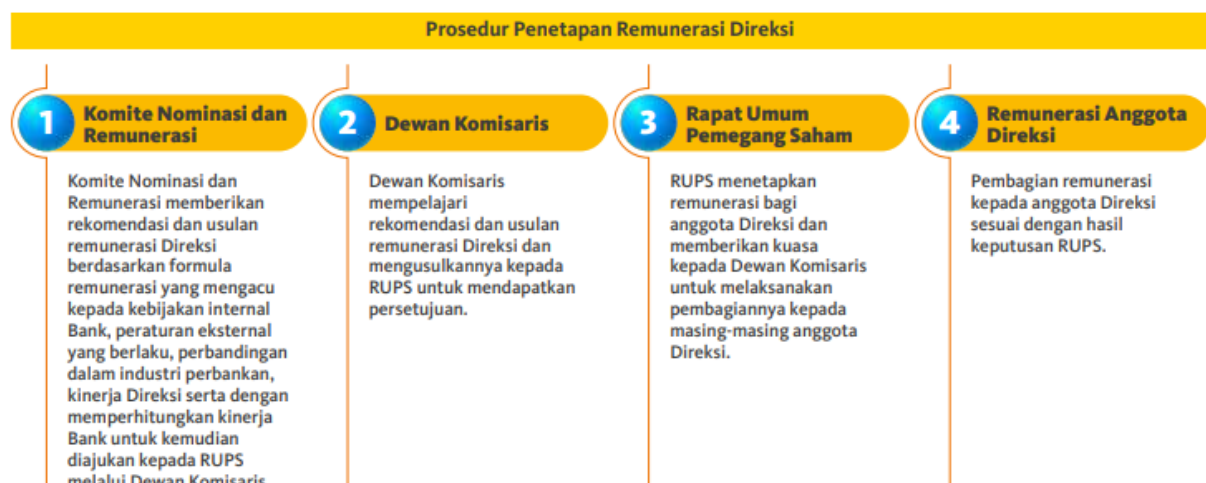 Prosedur Penetapan Remunerasi Direksi
1
Komite Nominasi dan
Remunerasi
Komite Nominasi dan
Remunerasi memberikan
rekomendasi dan usulan
remunerasi Direksi
berdasarkan formula
remunerasi yang mengacu
kepada kebijakan internal
Bank, peraturan eksternal
yang berlaku, perbandingan
dalam industri perbankan,
kinerja Direksi serta dengan
memperhitungkan kinerja
Bank untuk kemudian
diajukan kepada RUPS
melalui Dewan Komisaris
2
Dewan Komisaris
Dewan Komisaris
mempelajari
rekomendasi dan usulan
remunerasi Direksi dan
mengusulkannya kepada
RUPS untuk mendapatkan
persetujuan.
3
Rapat Umum
Pemegang Saham
RUPS menetapkan
remunerasi bagi
anggota Direksi dan
memberikan kuasa
kepada Dewan Komisaris
untuk melaksanakan
pembagiannya kepada
masing-masing anggota
Direksi.
4
Remunerasi Anggota
Direksi
Pembagian remunerasi
kepada anggota Direksi
sesuai dengan hasil
keputusan RUPS.